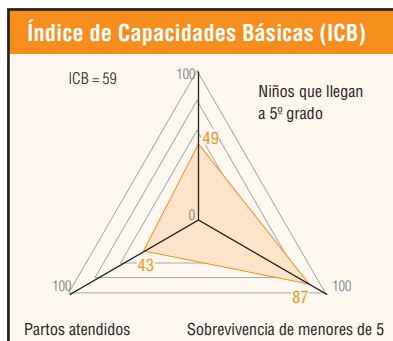 Índice de Capacidades Básicas (ICB)
ICB = 59
100
Niños que llegan
a 5º grado
49
0
43
100
87
100
Partos atendidos
Sobrevivencia de menores de 5